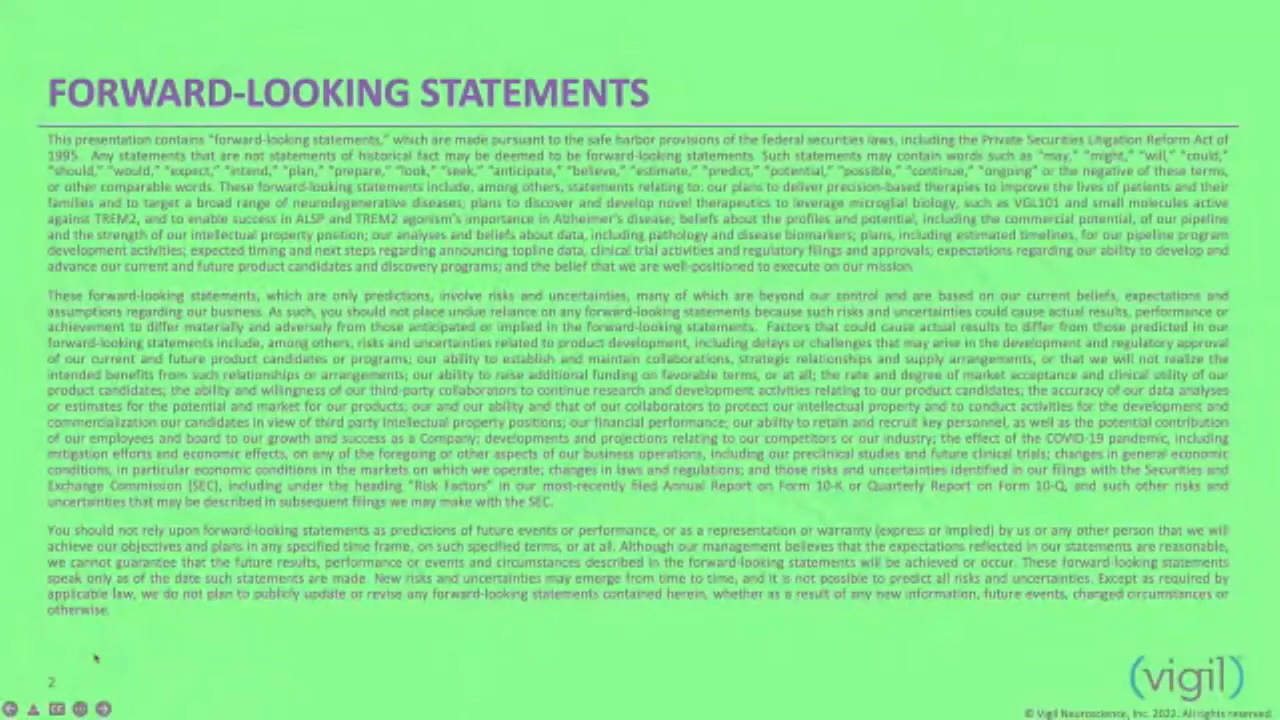 FORWARD-LOOKING STATEMENTS
This presentation contains "forward-looking statements," which are made pursuant to the safe harbor provisions of the federal securities laws, including the Private Securities Litigation Reform Act of
1995. Any statements that are not statements of historical fact may be deemed to be forward-looking statements. Such statements may contain words such as "may," "might," "will," "could,"
"should," "would," "expect," "intend," "plan," "prepare," "look," "seek," "anticipate," "believe," "estimate," "predict," "potential," "possible," "continue," "ongoing" or the negative of these terms,
or other comparable words. These forward-looking statements include, among others, statements relating to: our plans to deliver precision-based therapies to improve the lives of patients and their
families and to target a broad range of neurodegenerative diseases; plans to discover and develop novel therapeutics to leverage microglial biology, such as VGL101 and small molecules active
against TREM2, and to enable success in ALSP and TREM2 agonism's importance in Alzheimer's disease; beliefs about the profiles and potential, including the commercial potential, of our pipeline
and the strength of our intellectual property position; our analyses and beliefs about data, including pathology and disease biomarkers; plans, including estimated timelines, for our pipeline program
development activities; expected timing and next steps regarding announcing topline data, clinical trial activities and regulatory filings and approvals; expectations regarding our ability to develop and
advance our current and future product candidates and discovery programs; and the belief that we are well-positioned to execute on our mission.
These forward-looking statements, which are only predictions, involve risks and uncertainties, many of which are beyond our control and are based on our current beliefs, expectations and
assumptions regarding our business. As such, you should not place undue reliance on any forward-looking statements because such risks and uncertainties could cause actual results, performance or
achievement to differ materially and adversely from those anticipated or implied in the forward-looking statements. Factors that could cause actual results to differ from those predicted in our
forward-looking statements include, among others, risks and uncertainties related to product development, including delays or challenges that may arise in the development and regulatory approval
of our current and future product candidates or programs; our ability to establish and maintain collaborations, strategic relationships and supply arrangements, or that we will not realize the
intended benefits from such relationships or arrangements; our ability to raise additional funding on favorable terms, or at all; the rate and degree of market acceptance and clinical utility of our
product candidates; the ability and willingness of our third-party collaborators to continue research and development activities relating to our product candidates; the accuracy of our data analyses
or estimates for the potential and market for our products; our and our ability and that of our collaborators to protect our intellectual property and to conduct activities for the development and
commercialization our candidates in view of third party intellectual property positions; our financial performance; our ability to retain and recruit key personnel, as well as the potential contribution
of our employees and board to our growth and success as a Company; developments and projections relating to our competitors or our industry; the effect of the COVID-19 pandemic, including
mitigation efforts and economic effects, on any of the foregoing or other aspects of our business operations, including our preclinical studies and future clinical trials; changes in general economic
conditions, in particular economic conditions in the markets on which we operate; changes in laws and regulations; and those risks and uncertainties identified in our filings with the Securities and
Exchange Commission (SEC), including under the heading "Risk Factors" in our most-recently filed Annual Report on Form 10-K or Quarterly Report on Form 10-Q, and such other risks and
uncertainties that may be described in subsequent filings we may make with the SEC.
You should not rely upon forward-looking statements as predictions of future events or performance, or as a representation or warranty (express or implied) by us or any other person that we will
achieve our objectives and plans in any specified time frame, on such specified terms, or at all. Although our management believes that the expectations reflected in our statements are reasonable,
we cannot guarantee that the future results, performance or events and circumstances described in the forward-looking statements will be achieved or occur. These forward-looking statements
speak only as of the date such statements are made. New risks and uncertainties may emerge from time to time, and it is not possible to predict all risks and uncertainties. Except as required by
applicable law, we do not plan to publicly update or revise any forward-looking statements contained herein, whether as a result of any new information, future events, changed circumstances or
otherwise.
2
(vigil)
© Vigil Neuroscience, Inc. 2022. All rights reserved.